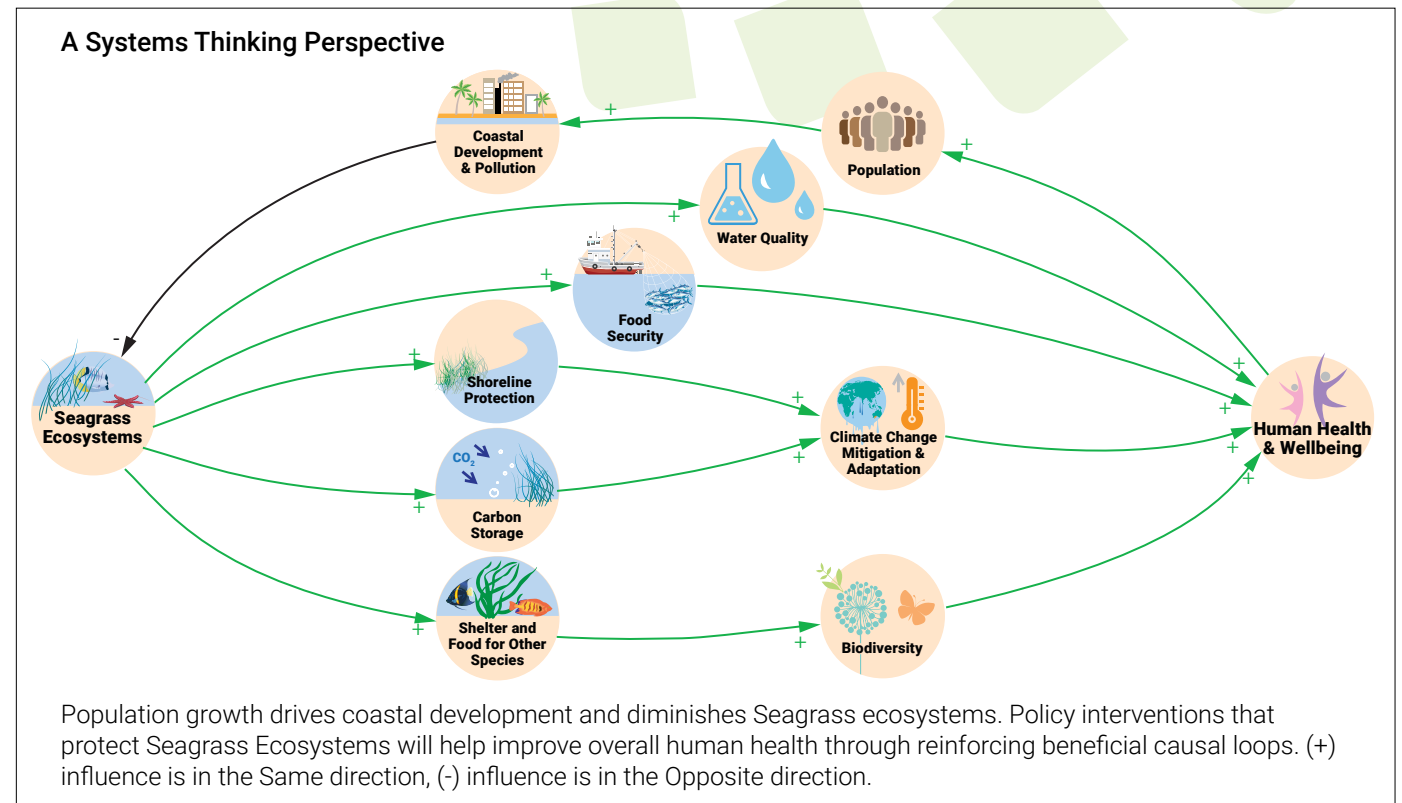 A Systems Thinking Perspective
Coastal
Development
& Pollution
+
Population
+
Water Quality
+
Food
Security
+
-
Seagrass
Ecosystems
Shoreline
Protection
+
+
Climate Change
Mitigation &
Adaptation
+
CO2
Carbon
Storage
+
Human Health
& Wellbeing
+
+
+
+
Shelter and
Food for Other
Species
+
Biodiversity
+
Population growth drives coastal development and diminishes Seagrass ecosystems. Policy interventions that
protect Seagrass Ecosystems will help improve overall human health through reinforcing beneficial causal loops. (+)
influence is in the Same direction, (-) influence is in the Opposite direction.